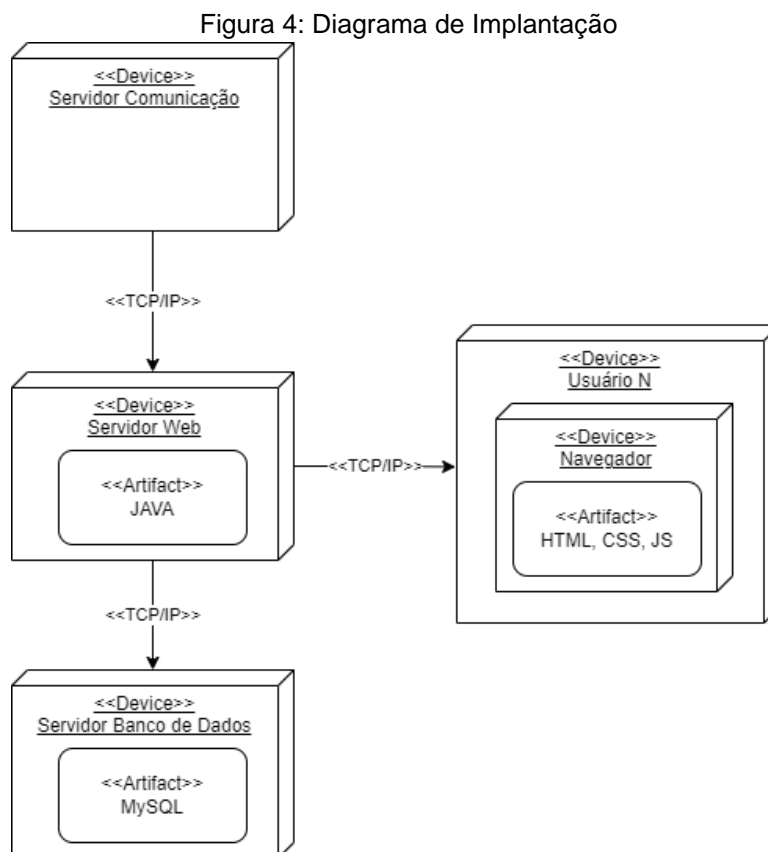 Figura 4: Diagrama de Implantação
<<Device>>
Servidor Comunicação
<<TCP/IP>>
<<Device>>
Servidor Web
<<Artifact>>
JAVA
<<TCP/IP>>
<<Device>>
Usuário N
<<Device>>
Navegador
<<Artifact>>
HTML, CSS, JS
<<TCP/IP>>
<<Device>>
Servidor Banco de Dados
<<Artifact>>
MySQL